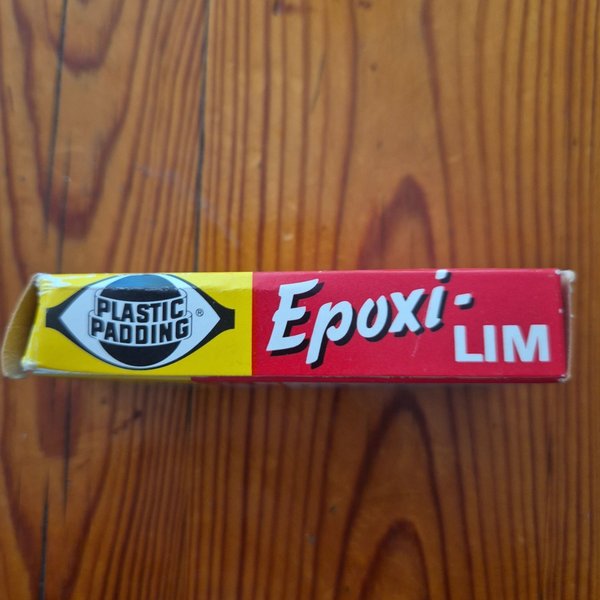 PLASTIC
PADDING ®
Epoxi-
LIM